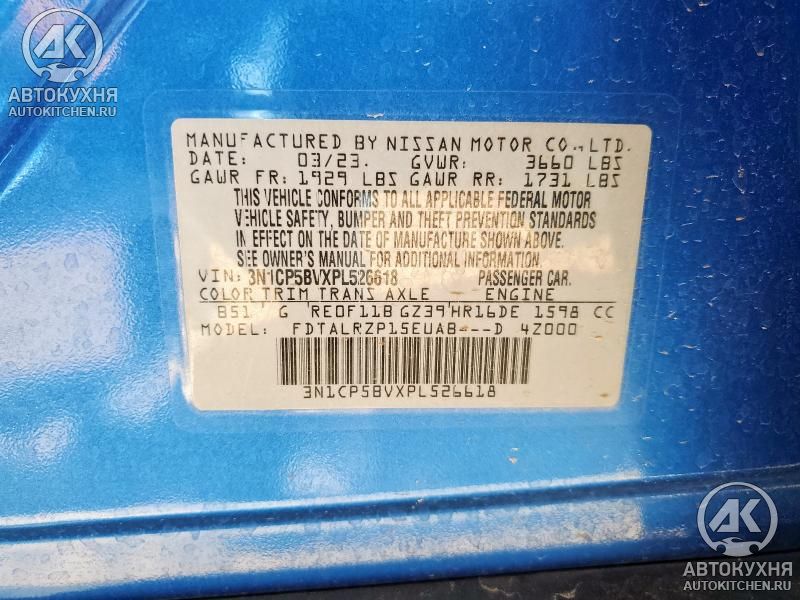 АК
АВТОКУХНЯ
AUTOKITCHEN.RU
MANUFACTURED BY NISSAN MOTOR CO.,LTD.
DATE: 03/23. GVWR: 3660 LBS
GAWR FR: 1929 LBS GAWR RR: 1731 LBS
THIS VEHICLE CONFORMS TO ALL APPLICABLE FEDERAL MOTOR
VEHICLE SAFETY, BUMPER AND THEFT PREVENTION STANDARDS
IN EFFECT ON THE DATE OF MANUFACTURE SHOWN ABOVE.
SEE OWNER'S MANUAL FOR ADDITIONAL INFORMATION
VIN: 3N1CP5BVXPL526618 PASSENGER CAR.
COLOR TRIM TRANS AXLE ENGINE
B51 G RE0F11B GZ39 HR16DE 1598 CC
MODEL: FDTALRZP15EUAB---D 4Z000
3N1CP5BVXPL526618
АК
АВТОКУХНЯ
AUTOKITCHEN.RU